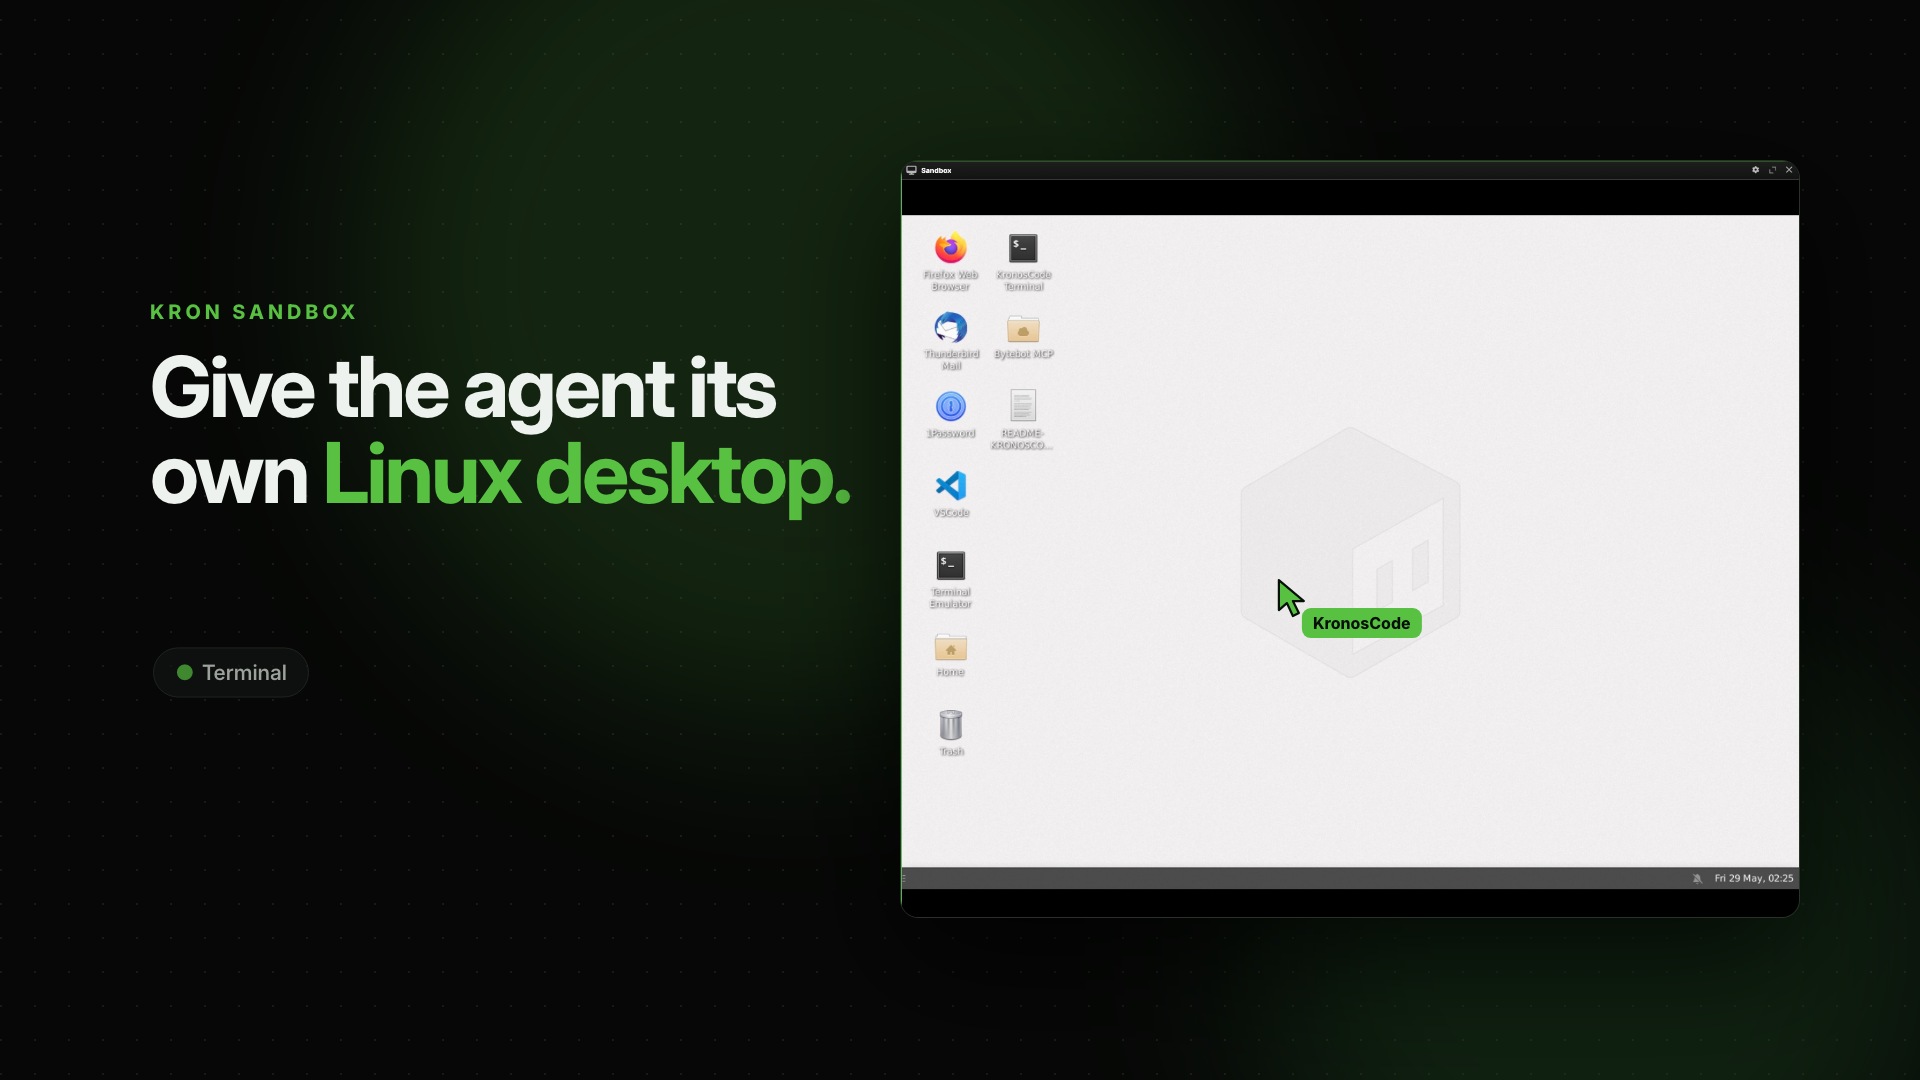 KRON SANDBOX
Give the agent its
own Linux desktop.
Terminal
Sandbox
Firefox Web
Browser
KronosCode
Terminal
Thunderbird
Mail
Bytebot MCP
1Password
README-
KRONOSCO...
VSCode
$_
Terminal
Emulator
$_
Home
Trash
KronosCode
Fri 29 May, 02:25